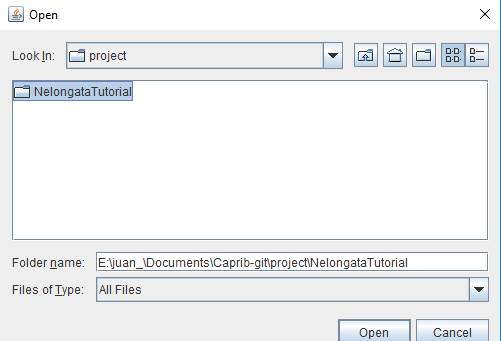 Open
Look In: project
NelongataTutorial
Folder name: E:\juan_\Documents\Caprib-git\project\NelongataTutorial
Files of Type: All Files
Open Cancel